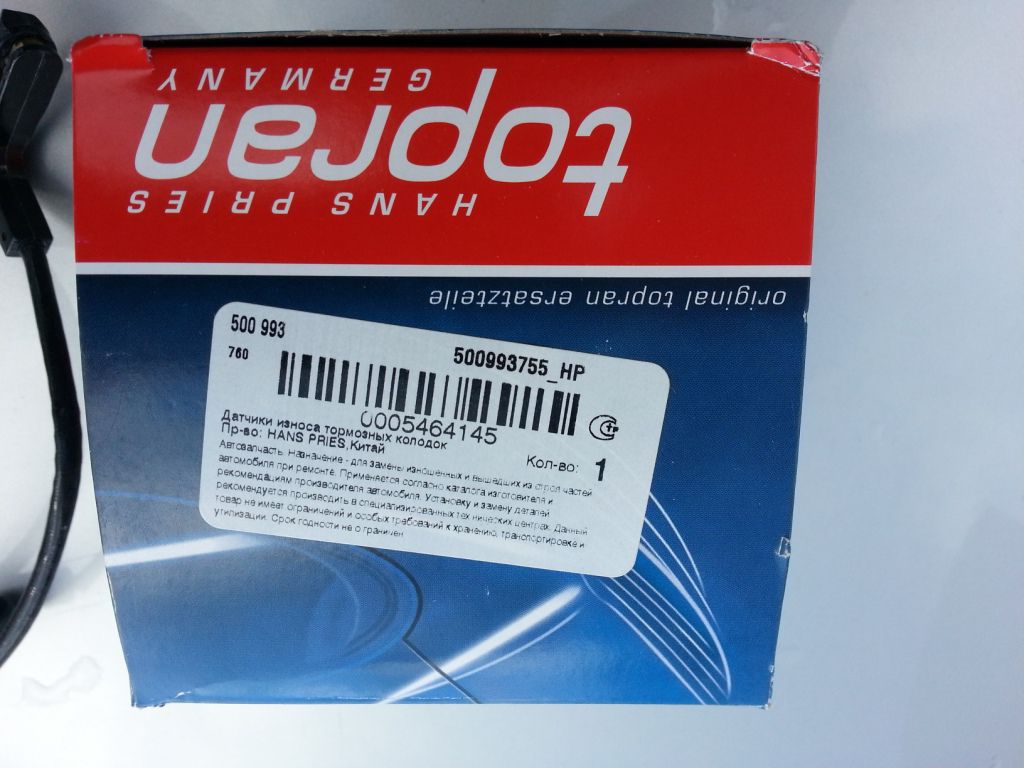 HANS PRIES
topran
GERMANY
original topran ersatzteile
500 993
500993755_HP
760
0005464145
Датчики износа тормозных колодок
Пр-во: HANS PRIES,Китай
Кол-во: 1
Автозапчасть. Назначение - для замены изношенных и вышедших из строя частей
автомобиля при ремонте. Применяется согласно каталога изготовителя и
рекомендациям производителя автомобиля. Установку и замену деталей
рекомендуется производить в специализированных технических центрах. Данный
товар не имеет ограничений и особых требований к хранению, транспортировке и
утилизации. Срок годности не ограничен